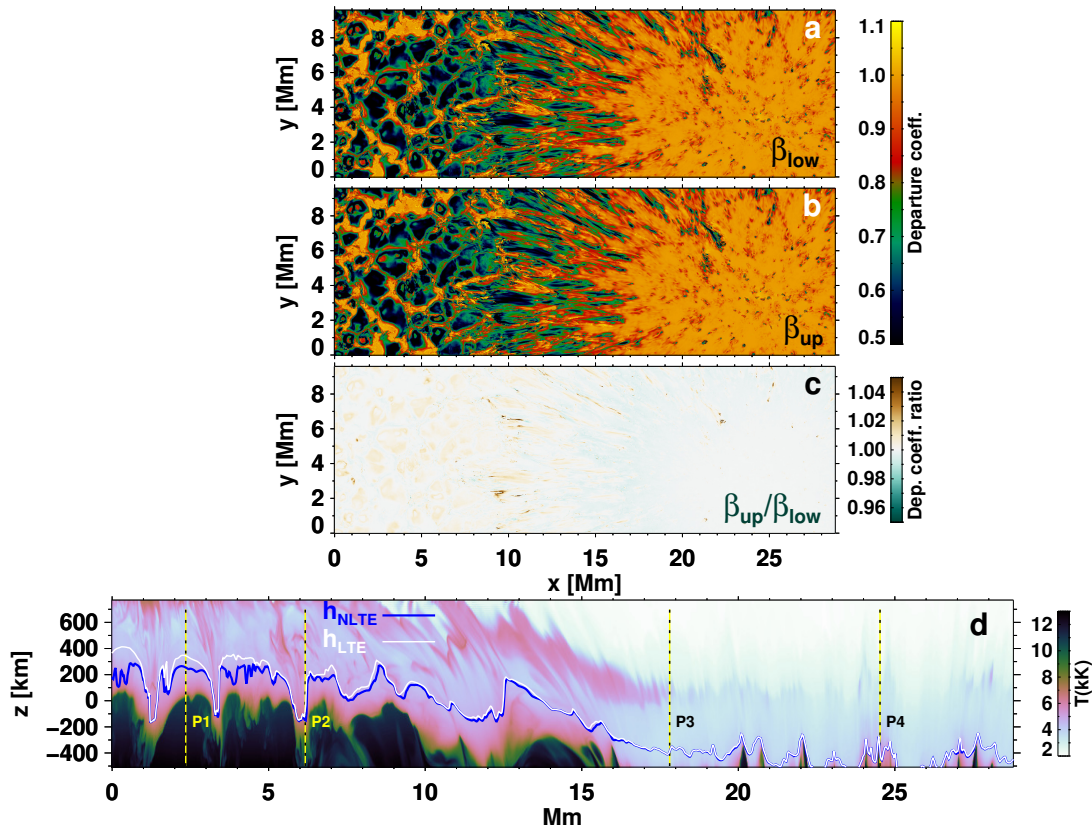 a
β_low
y [Mm]
8
6
4
2
0
b
β_up
y [Mm]
8
6
4
2
0
1.1
1.0
0.9
0.8
0.7
0.6
0.5
Departure coeff.
c
β_up/β_low
y [Mm]
8
6
4
2
0
0 5 10 15 20 25
x [Mm]
1.04
1.02
1.00
0.98
0.96
Dep. coeff. ratio
d
h_NLTE
h_LTE
P1 P2 P3 P4
z [km]
600
400
200
0
−200
−400
0 5 10 15 20 25
Mm
12
10
8
6
4
2
T(kK)